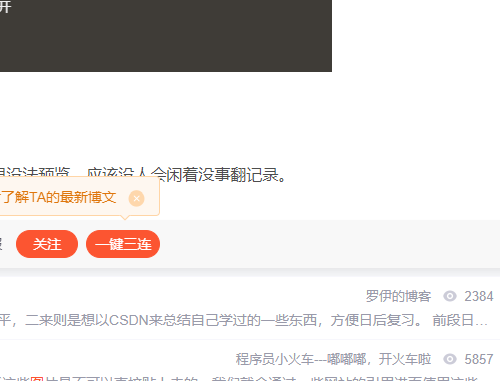 开
没法预览，应该没人会闲着没事翻记录。
了解TA的最新博文
关注 一键三连
罗伊的博客 2384
平，二来则是想以CSDN来总结自己学过的一些东西，方便日后复习。 前段日...
程序员小火车---嘟嘟嘟，开火车啦 5857